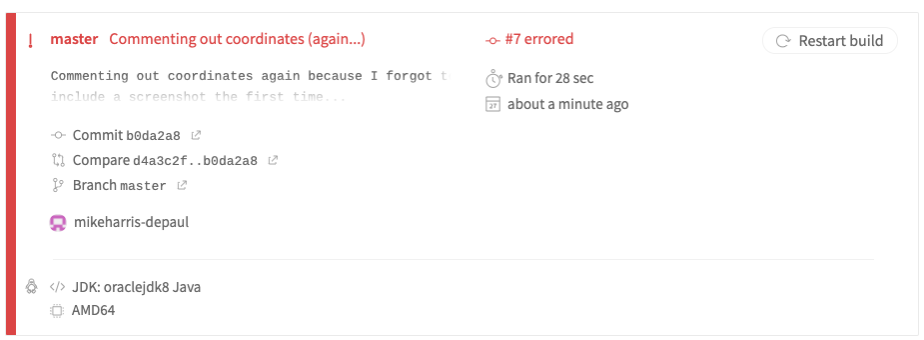 ! master Commenting out coordinates (again...)
Commenting out coordinates again because I forgot to
include a screenshot the first time...
Commit b0da2a8
Compare d4a3c2f..b0da2a8
Branch master
mikeharris-depaul
#7 errored
Ran for 28 sec
27 about a minute ago
Restart build
</> JDK: oraclejdk8 Java
AMD64